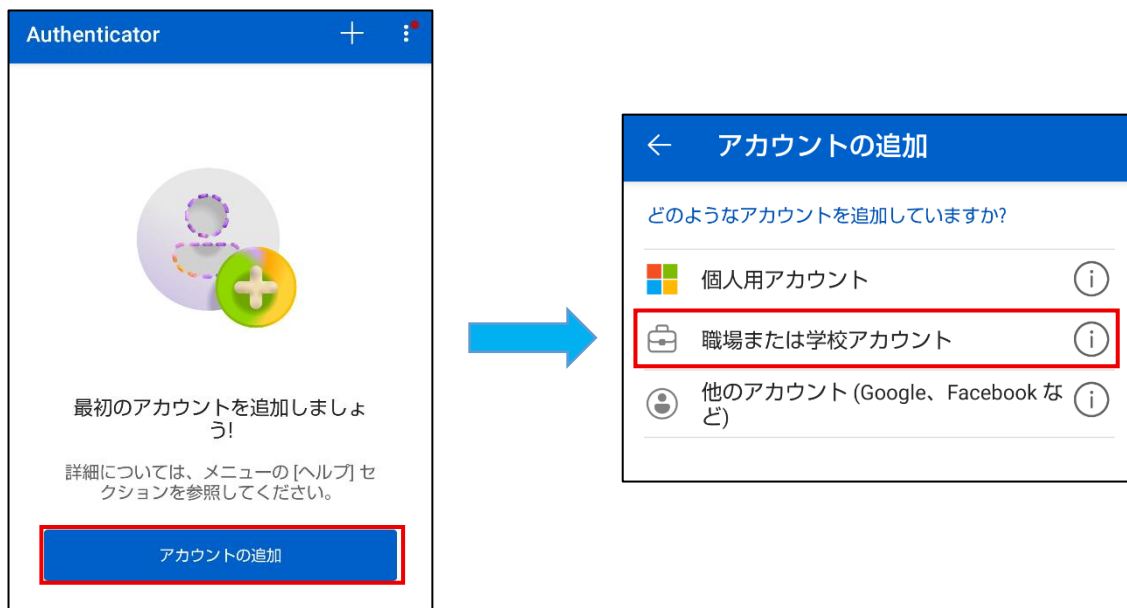 Authenticator
最初のアカウントを追加しましょ
う!
詳細については、メニューの [ヘルプ] セ
クションを参照してください。
アカウントの追加
アカウントの追加
どのようなアカウントを追加していますか?
個人用アカウント
職場または学校アカウント
他のアカウント (Google、Facebook な
ど)